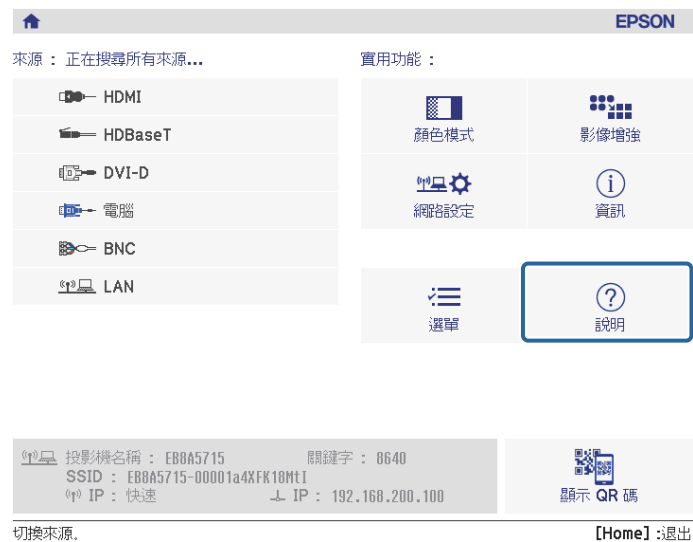 EPSON
來源 : 正在搜尋所有來源...
HDMI
HDBaseT
DVI-D
電腦
BNC
LAN
實用功能 :
顏色模式
影像增強
網路設定
資訊
選單
說明
投影機名稱 : EB8A5715 關鍵字 : 8640
SSID : EB8A5715-00001a4XFK18MtI
IP : 快速 IP : 192.168.200.100
顯示 QR 碼
切換來源.
[Home] :退出